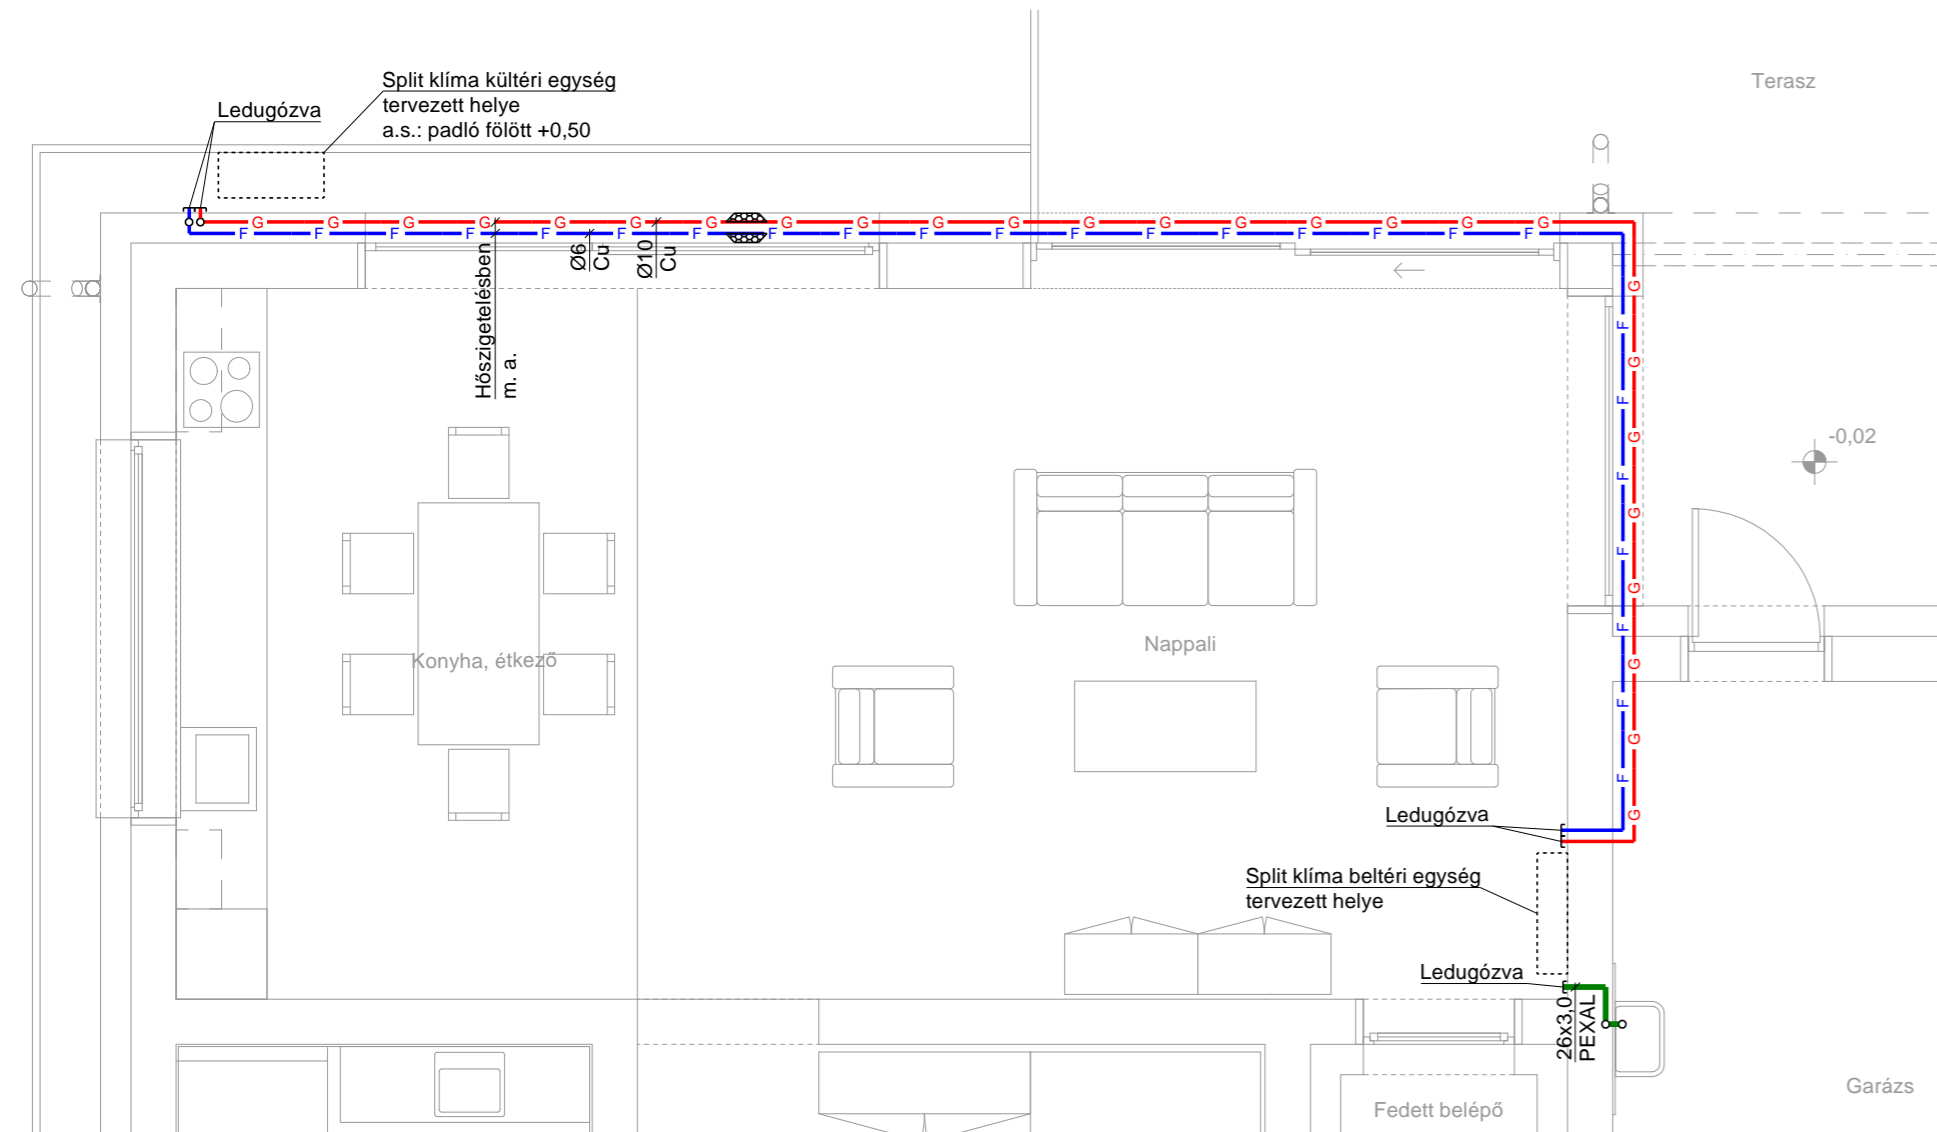 Split klíma kültéri egység
tervezett helye
a.s.: padló fölött +0,50
Ledugózva
Terasz
G G G G G G G G G G G G G G G G G G
F F F F F F F F F F F F F F F F F F
Hőszigetelésben
m. a.
Ø6
Cu
Ø10
Cu
G G G G G G G G
F F F F F F F
-0,02
Nappali
Konyha, étkező
Ledugózva
Split klíma beltéri egység
tervezett helye
Ledugózva
26x3,0
PEXAL
Garázs
Fedett belépő